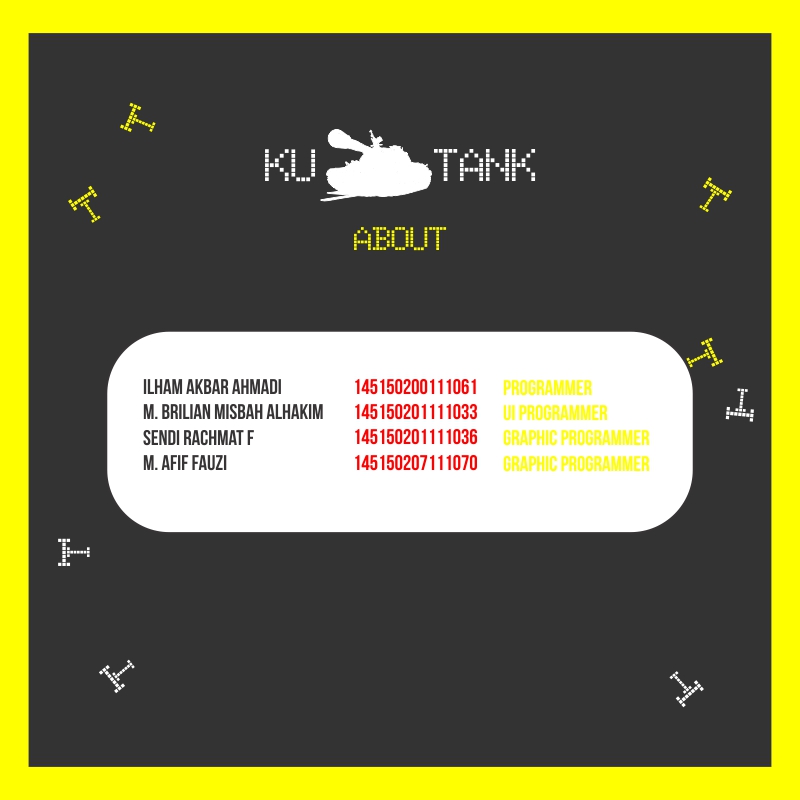 KU TANK
ABOUT
ILHAM AKBAR AHMADI 145150200111061 PROGRAMMER
M. BRILIAN MISBAH ALHAKIM 145150201111033 UI PROGRAMMER
SENDI RACHMAT F 145150201111036 GRAPHIC PROGRAMMER
M. AFIF FAUZI 145150207111070 GRAPHIC PROGRAMMER